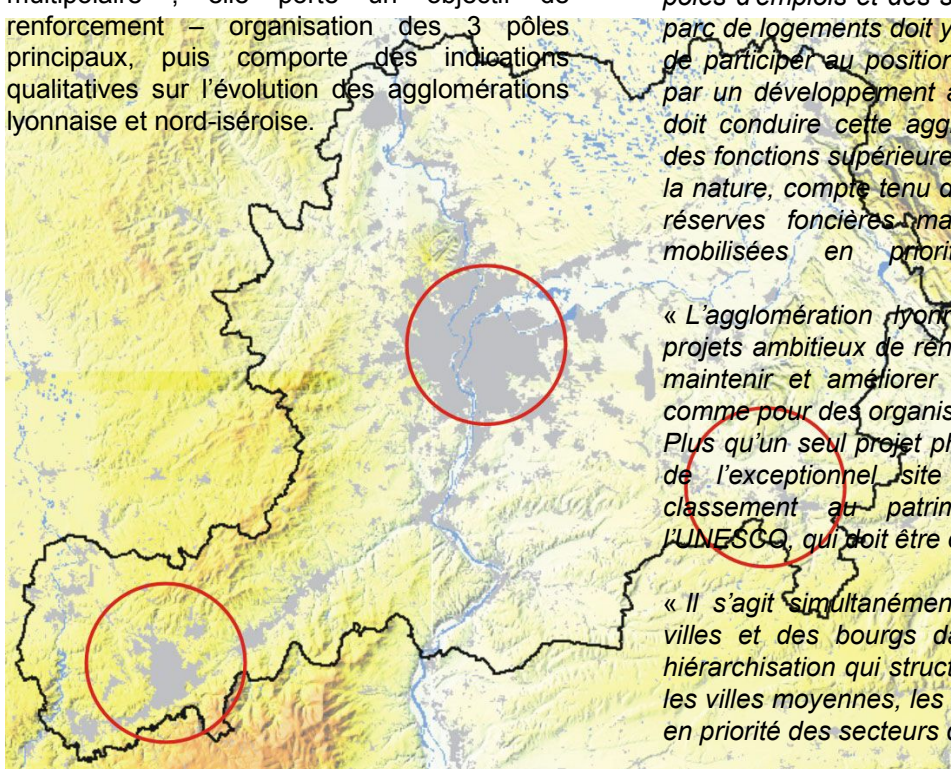 multipolaire ; elle porte un objectif de
renforcement – organisation des 3 pôles
principaux, puis comporte des indications
qualitatives sur l'évolution des agglomérations
lyonnaise et nord-iséroise.
pôles d'emplois et des s
parc de logements doit y
de participer au position
par un développement a
doit conduire cette agg
des fonctions supérieure
la nature, compte tenu d
réserves foncières ma
mobilisées en priorit
« L'agglomération lyonn
projets ambitieux de ren
maintenir et améliorer
comme pour des organis
Plus qu'un seul projet pl
de l'exceptionnel site
classement au patrim
l'UNESCO, qui doit être
« Il s'agit simultanémen
villes et des bourgs da
hiérarchisation qui struct
les villes moyennes, les
en priorité des secteurs